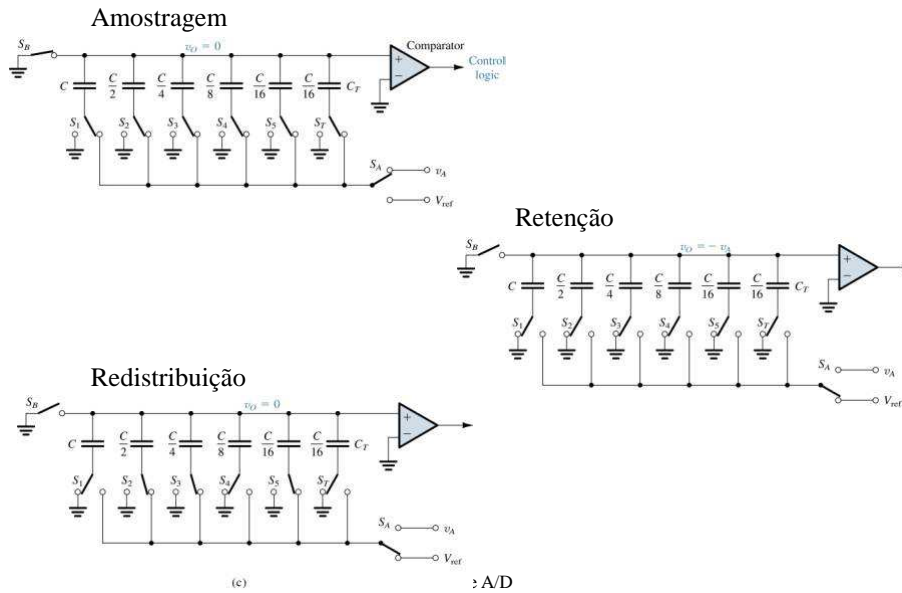 Amostragem
S_B
v_O = 0
Comparator
Control logic
+
−
C
C/2
C/4
C/8
C/16
C/16
C_T
S_1
S_2
S_3
S_4
S_5
S_T
S_A
v_A
V_ref
Retenção
S_B
v_O = − v_A
+
−
C
C/2
C/4
C/8
C/16
C/16
C_T
S_1
S_2
S_3
S_4
S_5
S_T
S_A
v_A
V_ref
Redistribuição
S_B
v_O = 0
+
−
C
C/2
C/4
C/8
C/16
C/16
C_T
S_1
S_2
S_3
S_4
S_5
S_T
S_A
v_A
V_ref
(c)
A/D